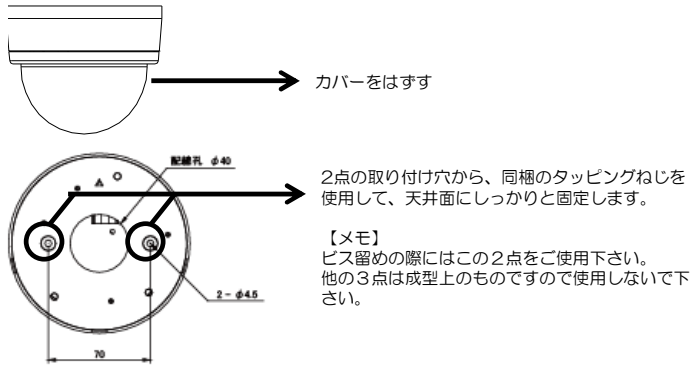 カバーをはずす
配線孔 φ40
2点の取り付け穴から、同梱のタッピングねじを
使用して、天井面にしっかりと固定します。
【メモ】
ビス留めの際にはこの２点をご使用下さい。
他の３点は成型上のものですので使用しないで下
さい。
2－φ4.5
70